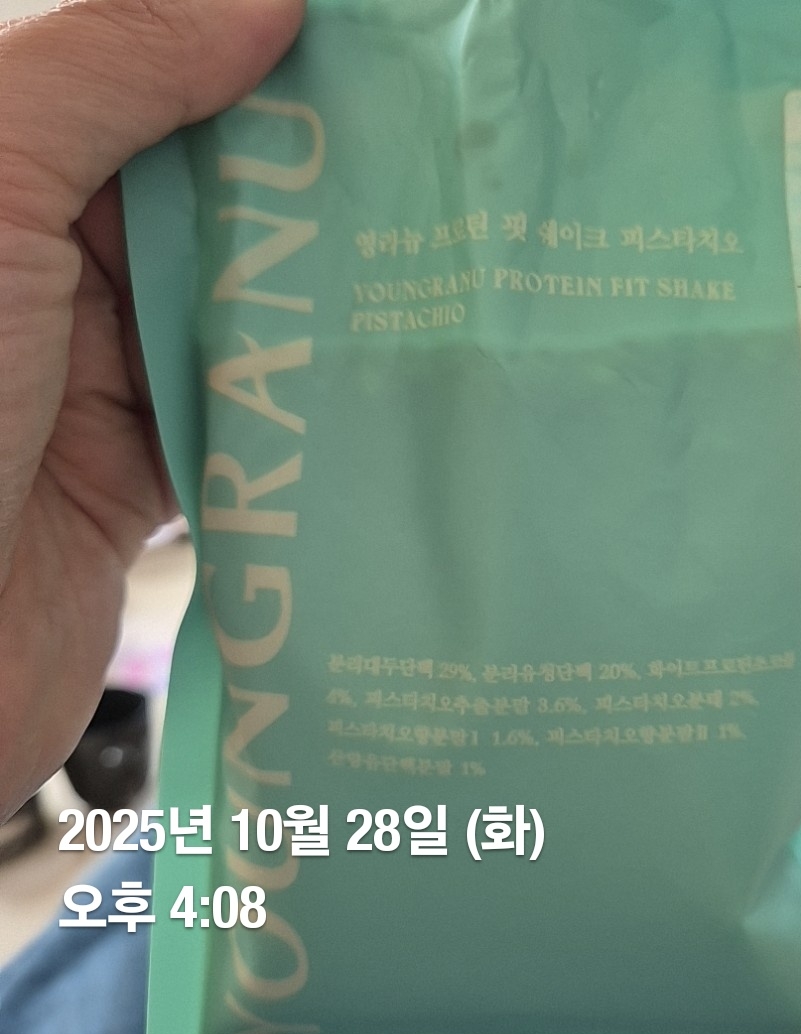 YOUNGRANU
영라뉴 프로틴 핏 쉐이크 피스타치오
YOUNGRANU PROTEIN FIT SHAKE
PISTACHIO
분리대두단백 29%, 분리유청단백 20%, 화이트프로틴초코볼
6%, 피스타치오추출분말 3.6%, 피스타치오분태 2%,
피스타치오향분말Ⅰ 1.6%, 피스타치오향분말Ⅱ 1%,
산양유단백분말 1%
2025년 10월 28일 (화)
오후 4:08